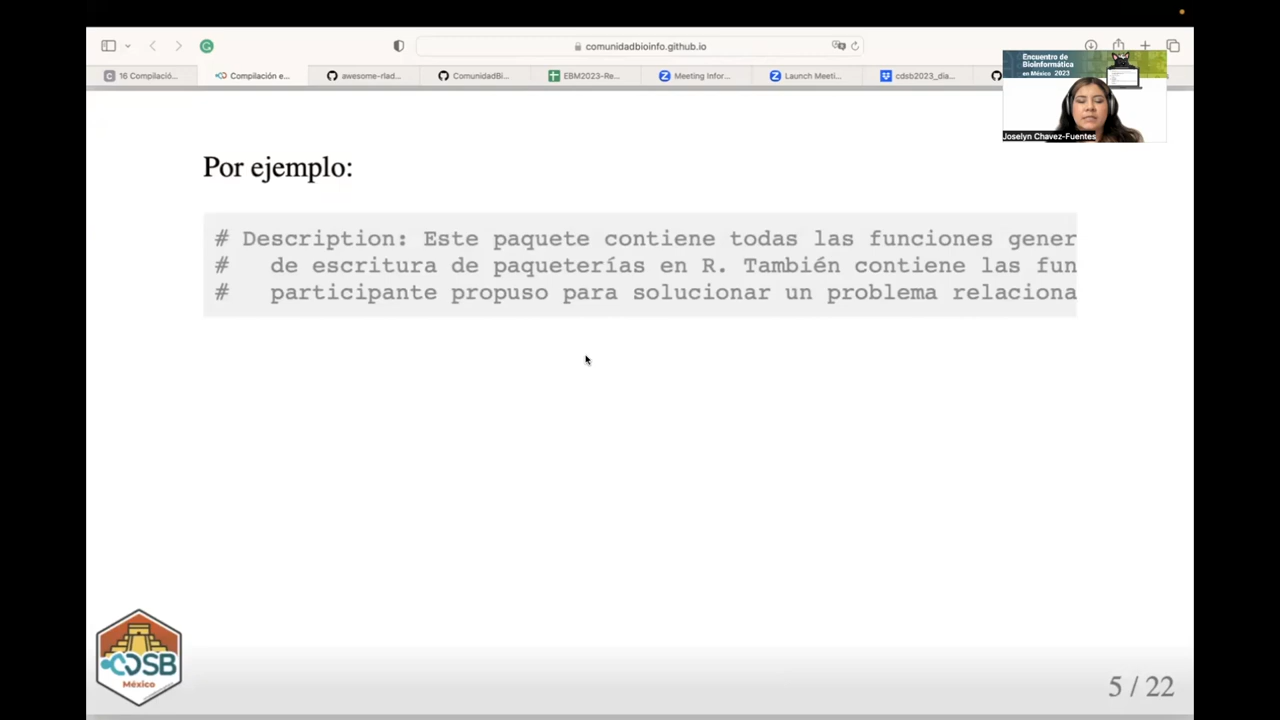 comunidadbioinfo.github.io
16 Compilació...
Compilación e...
awesome-rlad...
ComunidadBi...
EBM2023-Re...
Meeting Infor...
Launch Meeti...
cdsb2023_dia...
Encuentro de
Bioinformática
en México 2023
Joselyn Chavez-Fuentes
Por ejemplo:
# Description: Este paquete contiene todas las funciones gener
#   de escritura de paqueterías en R. También contiene las fun
#   participante propuso para solucionar un problema relaciona
CDSB
México
5 / 22